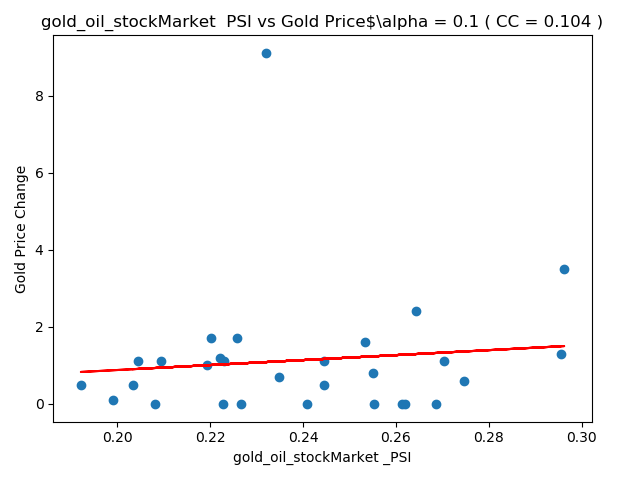 gold_oil_stockMarket  PSI vs Gold Price$\alpha = 0.1 ( CC = 0.104 )
8
6
4
2
0
Gold Price Change
0.20 0.22 0.24 0.26 0.28 0.30
gold_oil_stockMarket _PSI